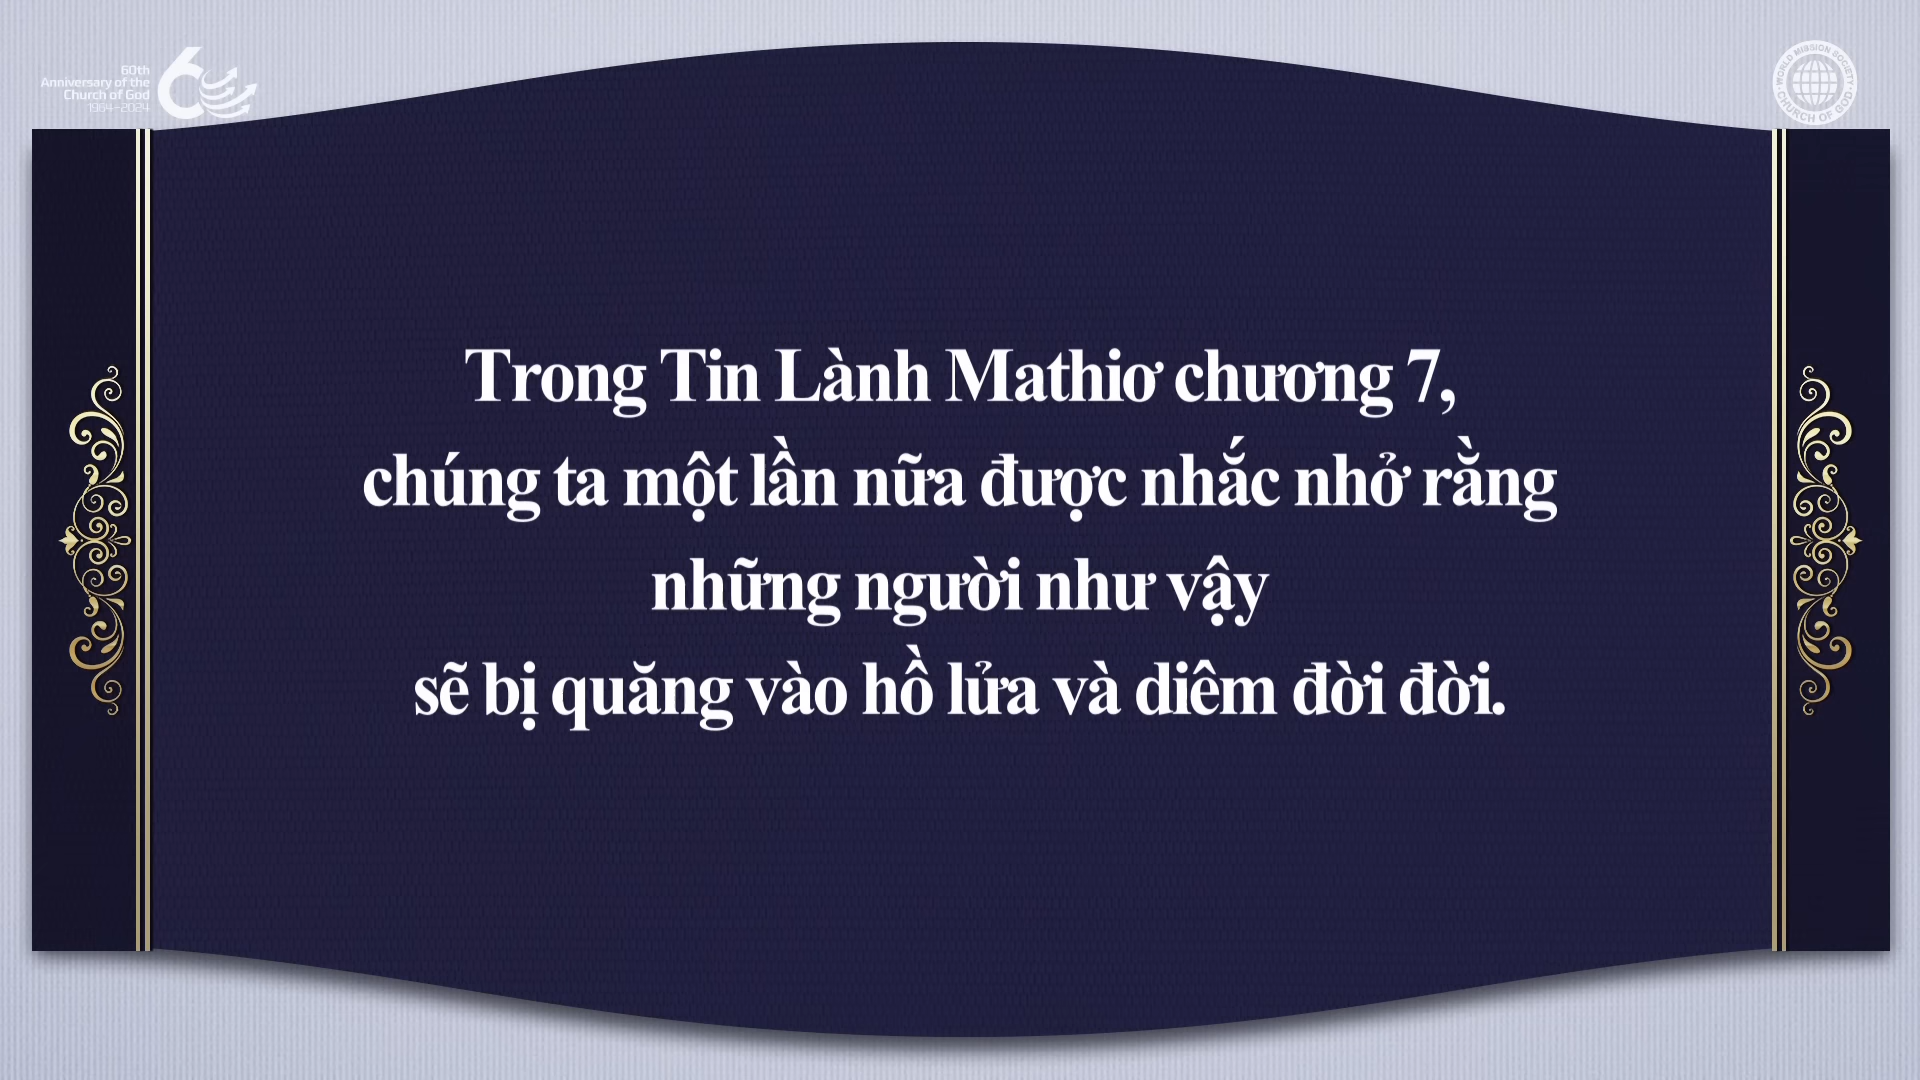 60th
Anniversary of the
Church of God
1964–2024
60
WORLD MISSION SOCIETY
CHURCH OF GOD
Trong Tin Lành Mathiơ chương 7,
chúng ta một lần nữa được nhắc nhở rằng
những người như vậy
sẽ bị quăng vào hồ lửa và diêm đời đời.